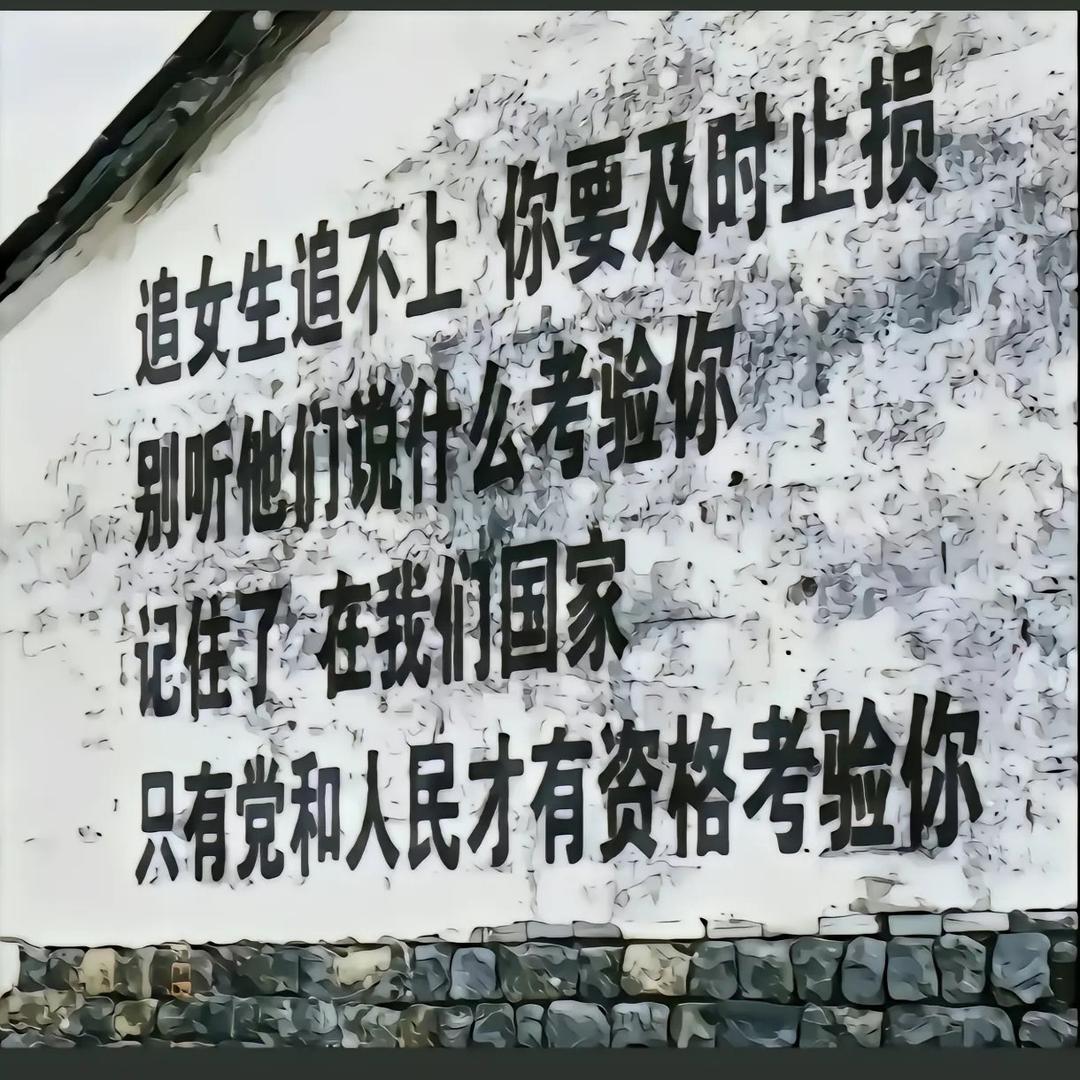 追女生追不上 你要及时止损
别听他们说什么考验你
记住了 在我们国家
只有党和人民才有资格考验你